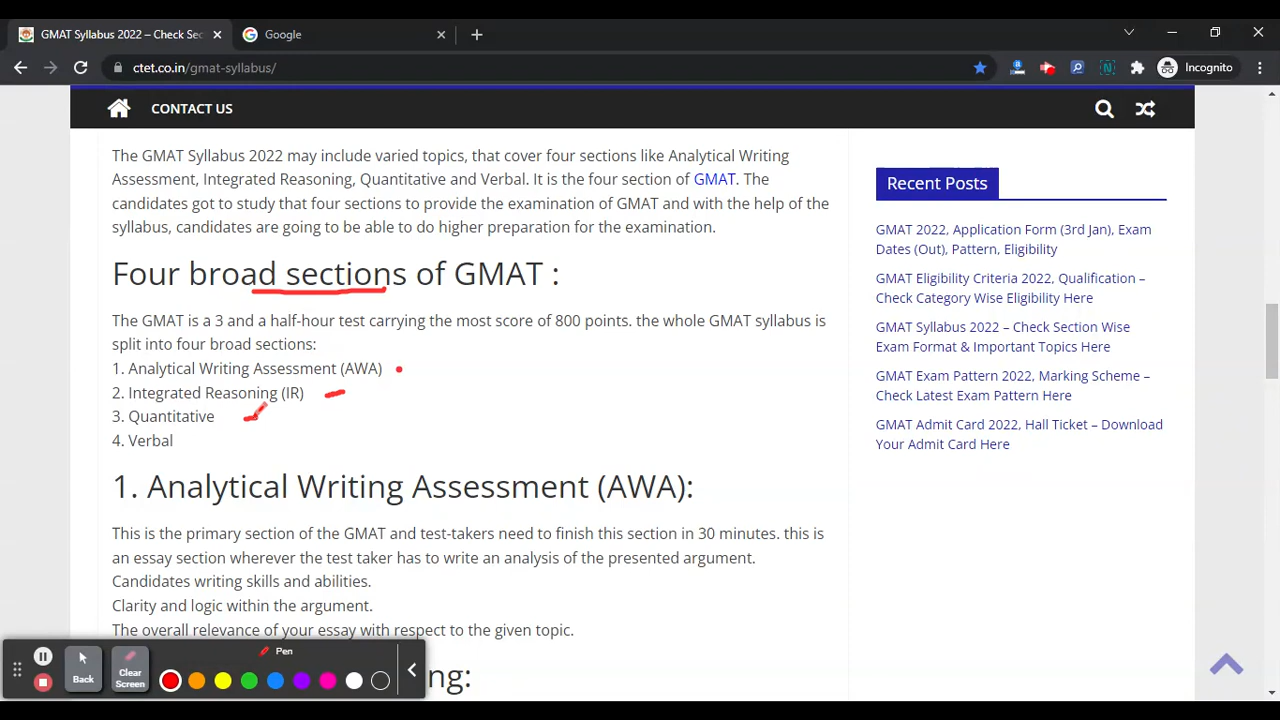 GMAT Syllabus 2022 – Check Sec
Google
ctet.co.in/gmat-syllabus/
Incognito
CONTACT US
The GMAT Syllabus 2022 may include varied topics, that cover four sections like Analytical Writing
Assessment, Integrated Reasoning, Quantitative and Verbal. It is the four section of GMAT. The
candidates got to study that four sections to provide the examination of GMAT and with the help of the
syllabus, candidates are going to be able to do higher preparation for the examination.
Four broad sections of GMAT :
The GMAT is a 3 and a half-hour test carrying the most score of 800 points. the whole GMAT syllabus is
split into four broad sections:
1. Analytical Writing Assessment (AWA)
2. Integrated Reasoning (IR)
3. Quantitative
4. Verbal
1. Analytical Writing Assessment (AWA):
This is the primary section of the GMAT and test-takers need to finish this section in 30 minutes. this is
an essay section wherever the test taker has to write an analysis of the presented argument.
Candidates writing skills and abilities.
Clarity and logic within the argument.
The overall relevance of your essay with respect to the given topic.
ng:
Recent Posts
GMAT 2022, Application Form (3rd Jan), Exam
Dates (Out), Pattern, Eligibility
GMAT Eligibility Criteria 2022, Qualification –
Check Category Wise Eligibility Here
GMAT Syllabus 2022 – Check Section Wise
Exam Format & Important Topics Here
GMAT Exam Pattern 2022, Marking Scheme –
Check Latest Exam Pattern Here
GMAT Admit Card 2022, Hall Ticket – Download
Your Admit Card Here
Pen
Back
Clear
Screen